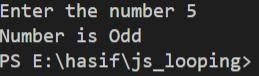 Enter the number 5
Number is Odd
PS E:\hasif\js_looping>